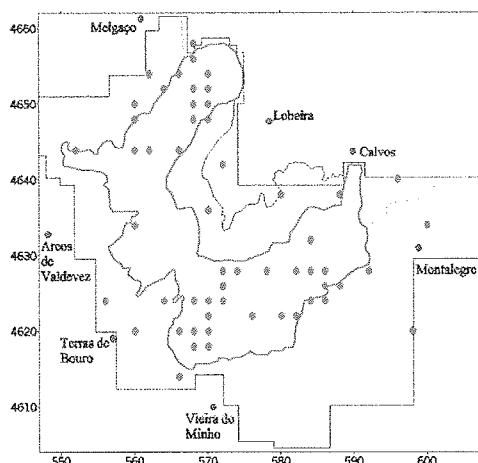 4660
Melgaço
4650
Lobeira
Calvos
4640
Arcos
de
Valdevez
4630
Montalegre
4620
Terras de
Bouro
4610
Vieira do
Minho
550
560
570
580
590
600